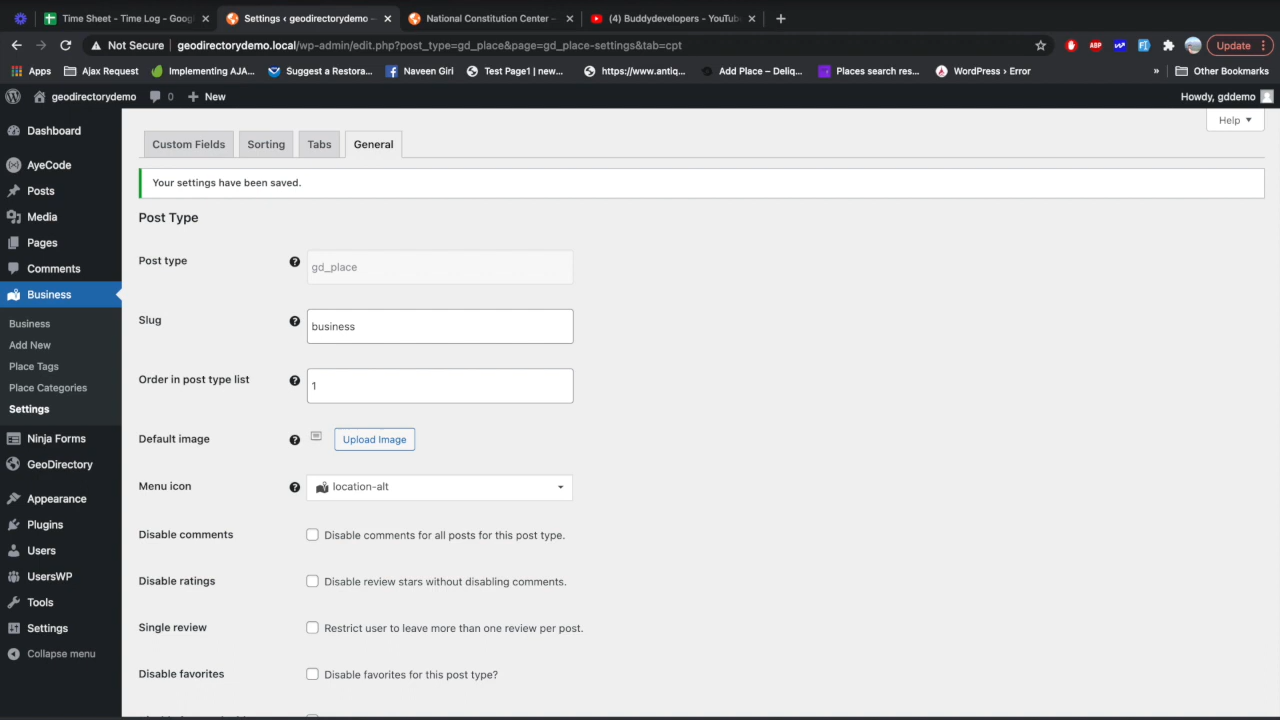 Time Sheet - Time Log - Goog
Settings ‹ geodirectorydemo –
National Constitution Center –
(4) Buddydevelopers - YouTube
Not Secure
geodirectorydemo.local/wp-admin/edit.php?post_type=gd_place&page=gd_place-settings&tab=cpt
ABP
Update
Apps
Ajax Request
Implementing AJA...
Suggest a Restora...
Naveen Giri
Test Page1 | new...
https://www.antiq...
Add Place – Deliq...
Places search res...
WordPress › Error
»
Other Bookmarks
geodirectorydemo
0
New
Howdy, gddemo
Help
Dashboard
AyeCode
Posts
Media
Pages
Comments
Business
Business
Add New
Place Tags
Place Categories
Settings
Ninja Forms
GeoDirectory
Appearance
Plugins
Users
UsersWP
Tools
Settings
Collapse menu
Custom Fields
Sorting
Tabs
General
Your settings have been saved.
Post Type
Post type
gd_place
Slug
business
Order in post type list
1
Default image
Upload Image
Menu icon
location-alt
Disable comments
Disable comments for all posts for this post type.
Disable ratings
Disable review stars without disabling comments.
Single review
Restrict user to leave more than one review per post.
Disable favorites
Disable favorites for this post type?